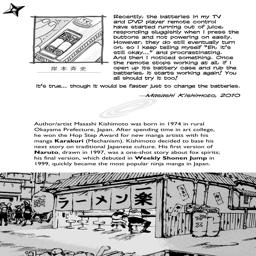 Recently, the batteries in my TV
and DVD player remote control
have started running out of juice,
responding sluggishly when I press the
buttons and not powering on easily.
However, they do still eventually turn
on, so I keep telling myself "Eh, it's
still okay..." and procrastinating.
And then I noticed something. Once
the remote stops working at all, if I
open up its battery case and rub the
batteries, it starts working again! You
all should try it too!
It's true... though it would be faster just to change the batteries.
—Masashi Kishimoto, 2010
岸本斉史
Author/artist Masashi Kishimoto was born in 1974 in rural
Okayama Prefecture, Japan. After spending time in art college,
he won the Hop Step Award for new manga artists with his
manga Karakuri (Mechanism). Kishimoto decided to base his
next story on traditional Japanese culture. His first version of
Naruto, drawn in 1997, was a one-shot story about fox spirits;
his final version, which debuted in Weekly Shonen Jump in
1999, quickly became the most popular ninja manga in Japan.
ラーメン楽